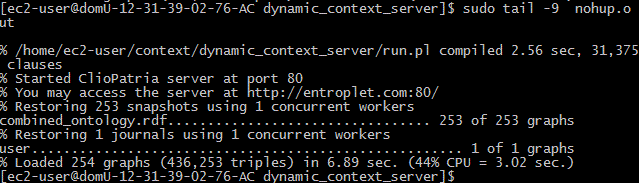 [ec2-user@domU-12-31-39-02-76-AC dynamic_context_server]$ sudo tail -9  nohup.o
ut

% /home/ec2-user/context/dynamic_context_server/run.pl compiled 2.56 sec, 31,375
 clauses
% Started ClioPatria server at port 80
% You may access the server at http://entroplet.com:80/
% Restoring 253 snapshots using 1 concurrent workers
combined_ontology.rdf................................. 253 of 253 graphs
% Restoring 1 journals using 1 concurrent workers
user...................................................... 1 of 1 graphs
% Loaded 254 graphs (436,253 triples) in 6.89 sec. (44% CPU = 3.02 sec.)
[ec2-user@domU-12-31-39-02-76-AC dynamic_context_server]$